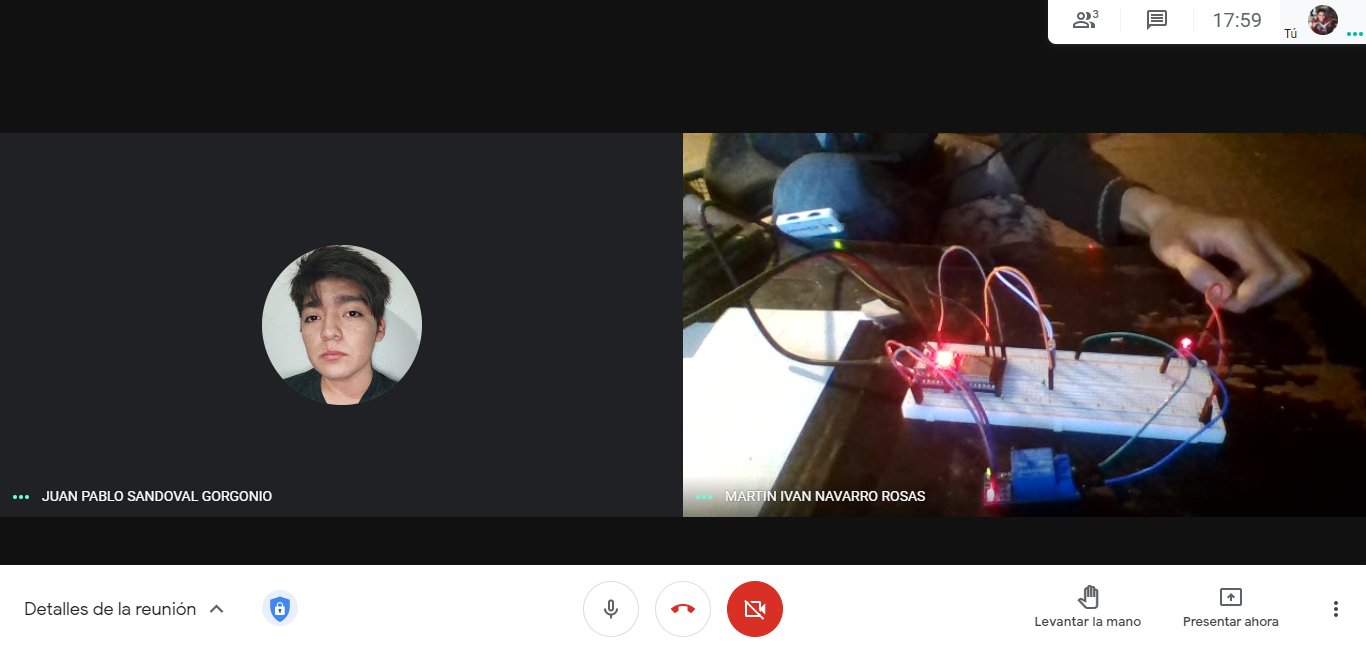 3
17:59
Tú
JUAN PABLO SANDOVAL GORGONIO
MARTIN IVAN NAVARRO ROSAS
Detalles de la reunión
Levantar la mano
Presentar ahora